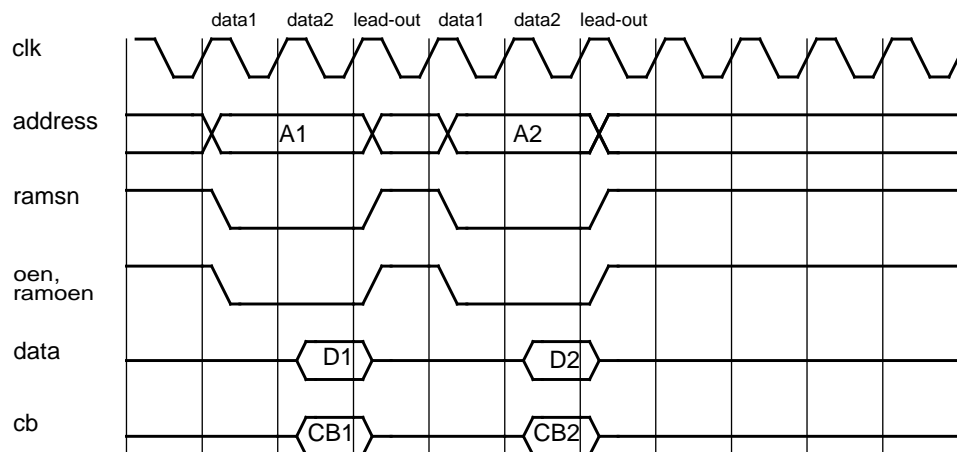 data1 data2 lead-out data1 data2 lead-out
clk
address A1 A2
ramsn
oen,
ramoen
data D1 D2
cb CB1 CB2